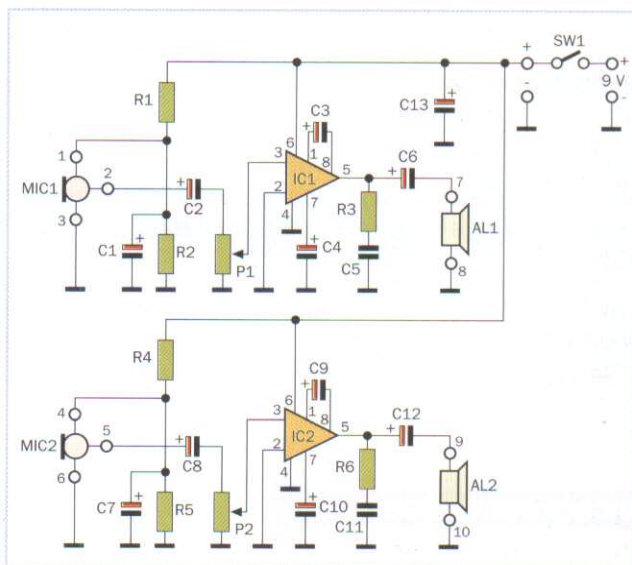 SW1
+
+
9 V
-
-
R1
C13
+
C3
+
6
1
8
C6
+
1
3
IC1
5
7
MIC1
2
+
C2
2
4
7
R3
AL1
3
+
C1
R2
P1
+
C4
C5
8
R4
C9
+
6
1
8
C12
+
4
3
IC2
5
9
MIC2
5
+
C8
2
4
7
R6
AL2
6
+
C7
R5
P2
+
C10
C11
10